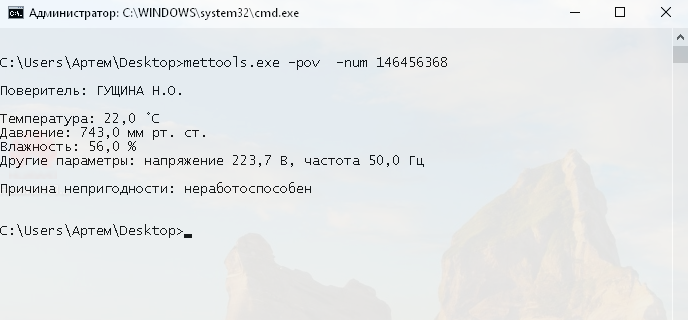 Администратор: C:\WINDOWS\system32\cmd.exe
C:\Users\Артем\Desktop>mettools.exe -pov  -num 146456368
Поверитель: ГУЩИНА Н.О.
Температура: 22,0 °C
Давление: 743,0 мм рт. ст.
Влажность: 56,0 %
Другие параметры: напряжение 223,7 В, частота 50,0 Гц
Причина непригодности: неработоспособен
C:\Users\Артем\Desktop>